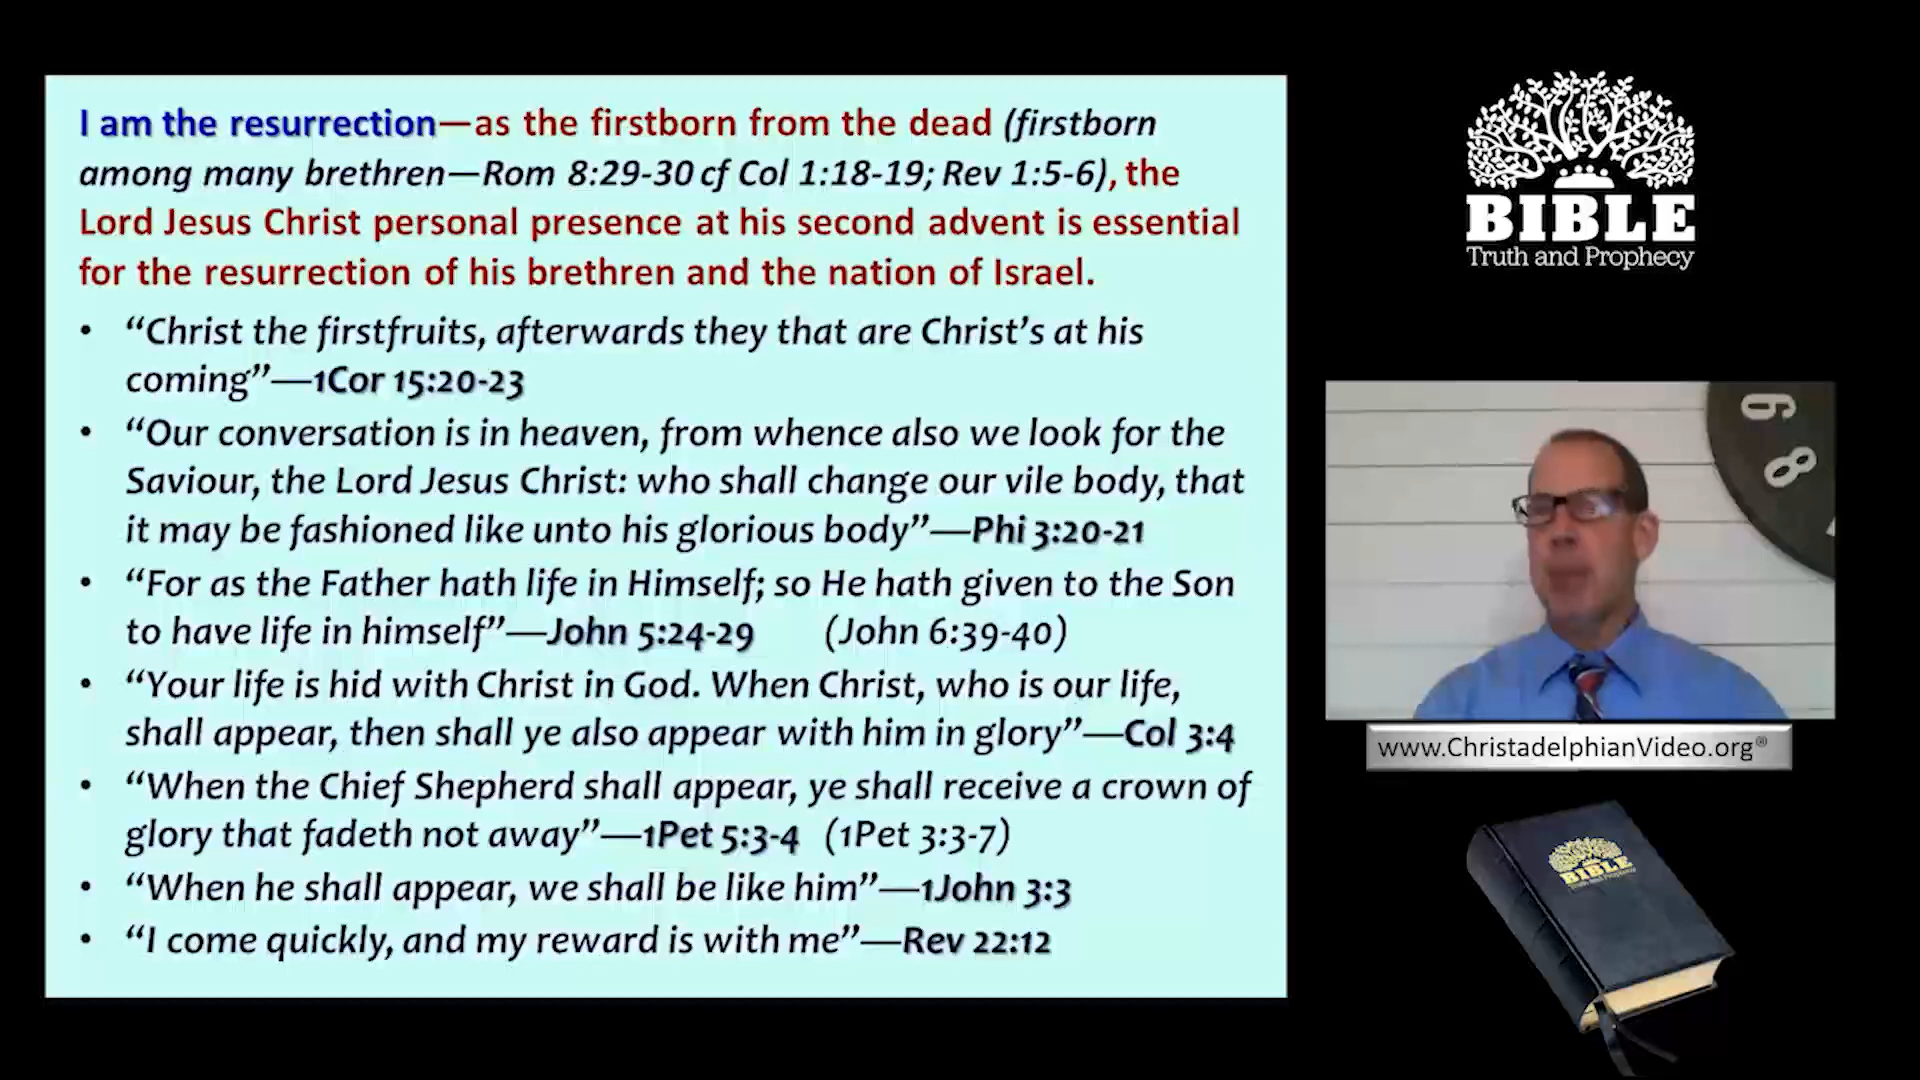 I am the resurrection—as the firstborn from the dead (firstborn
among many brethren—Rom 8:29-30 cf Col 1:18-19; Rev 1:5-6), the
Lord Jesus Christ personal presence at his second advent is essential
for the resurrection of his brethren and the nation of Israel.
• “Christ the firstfruits, afterwards they that are Christ’s at his
coming”—1Cor 15:20-23
• “Our conversation is in heaven, from whence also we look for the
Saviour, the Lord Jesus Christ: who shall change our vile body, that
it may be fashioned like unto his glorious body”—Phi 3:20-21
• “For as the Father hath life in Himself; so He hath given to the Son
to have life in himself”—John 5:24-29 (John 6:39-40)
• “Your life is hid with Christ in God. When Christ, who is our life,
shall appear, then shall ye also appear with him in glory”—Col 3:4
• “When the Chief Shepherd shall appear, ye shall receive a crown of
glory that fadeth not away”—1Pet 5:3-4 (1Pet 3:3-7)
• “When he shall appear, we shall be like him”—1John 3:3
• “I come quickly, and my reward is with me”—Rev 22:12
BIBLE
Truth and Prophecy
6
8
www.ChristadelphianVideo.org®
BIBLE
Truth and Prophecy